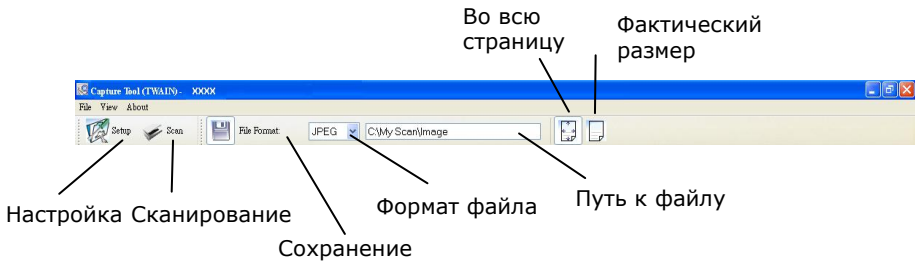 Во всю
страницу
Фактический
размер
Capture Tool (TWAIN) - XXXX
File View About
Setup Scan File Format: JPEG C:\My Scan\Image
Настройка Сканирование Формат файла Путь к файлу
Сохранение